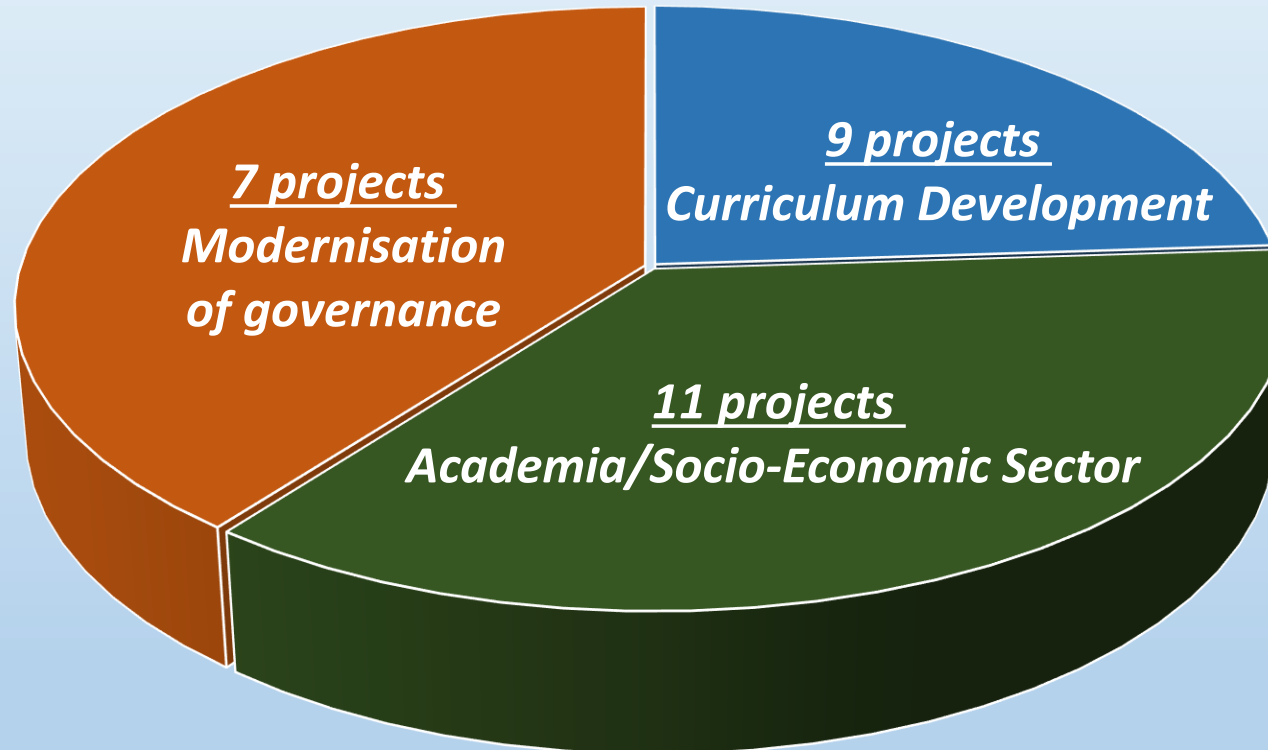 9 projects
Curriculum Development
7 projects
Modernisation
of governance
11 projects
Academia/Socio-Economic Sector